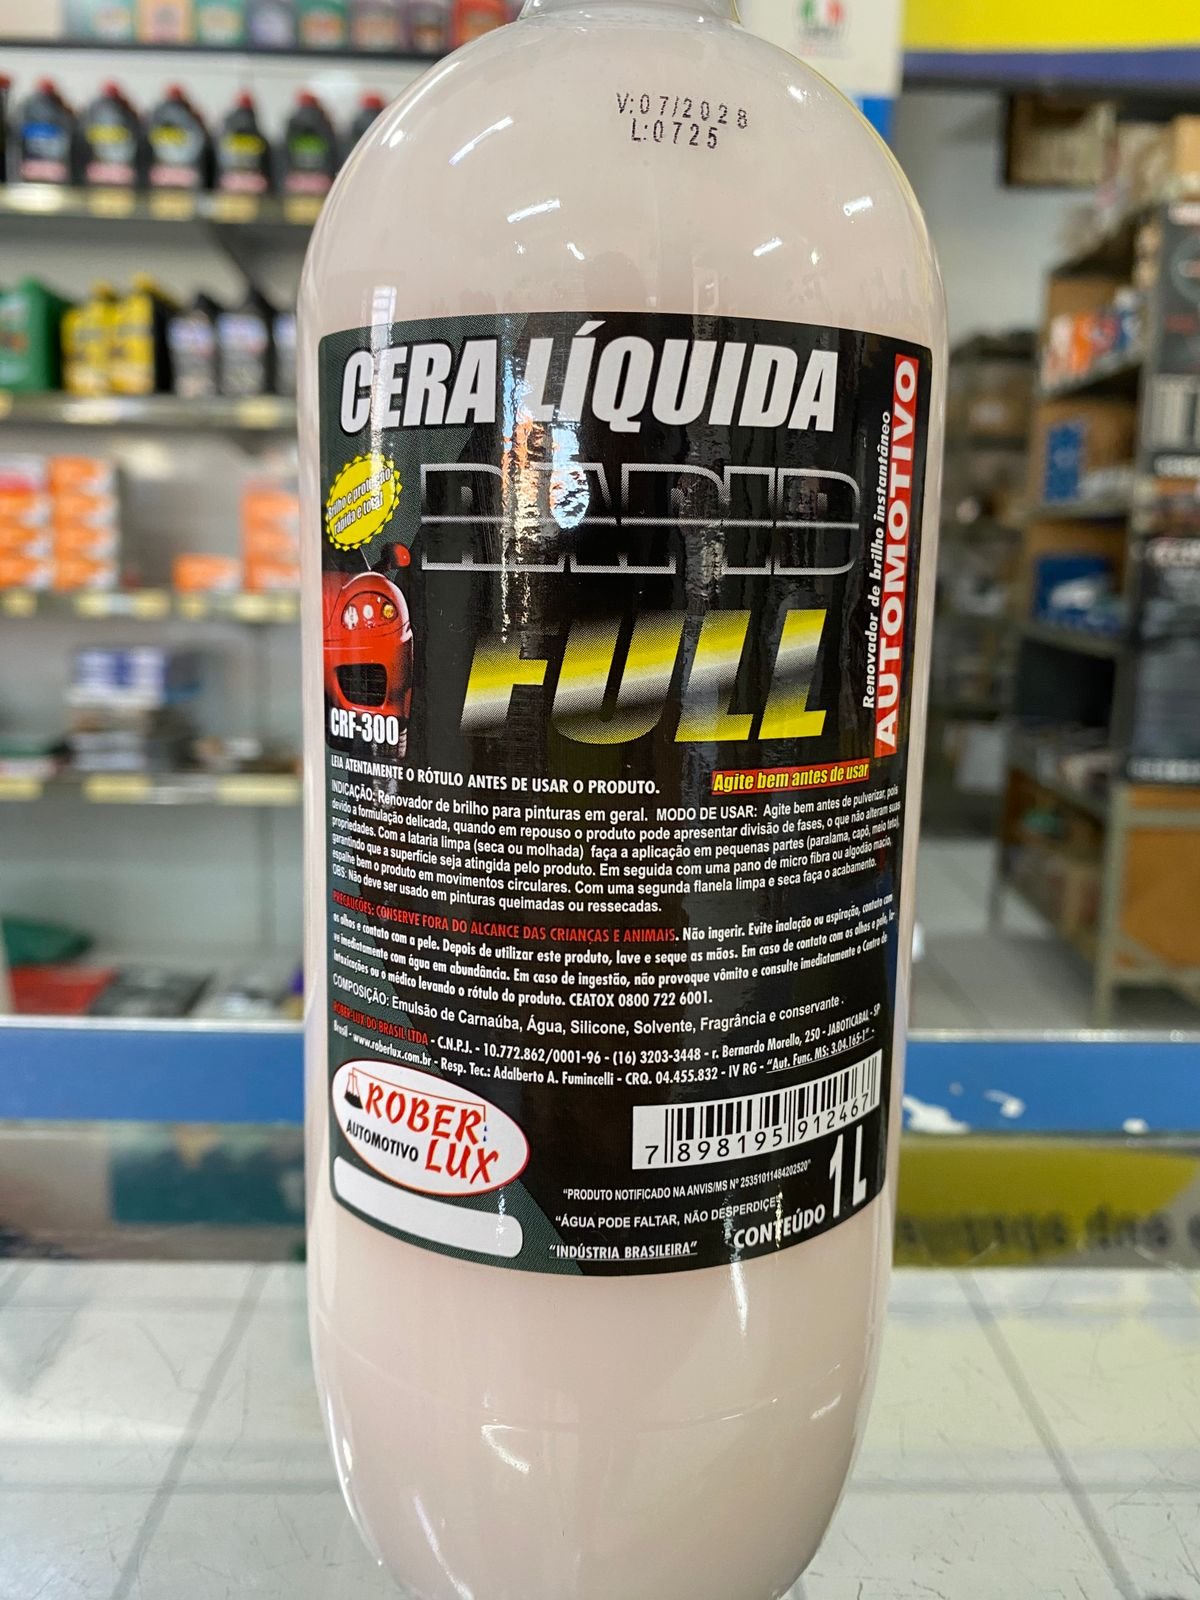 V:07/2028
L:0725
CERA LÍQUIDA
RAPID
FULL
Brilho e proteção
rápida e total
Renovador de brilho instantâneo
AUTOMOTIVO
CRF-300
LEIA ATENTAMENTE O RÓTULO ANTES DE USAR O PRODUTO.
Agite bem antes de usar
INDICAÇÃO: Renovador de brilho para pinturas em geral. MODO DE USAR: Agite bem antes de pulverizar, pois
devido a formulação delicada, quando em repouso o produto pode apresentar divisão de fases, o que não alteram suas
propriedades. Com a lataria limpa (seca ou molhada) faça a aplicação em pequenas partes (paralama, capô, meio teto),
garantindo que a superfície seja atingida pelo produto. Em seguida com uma pano de micro fibra ou algodão macio,
espalhe bem o produto em movimentos circulares. Com uma segunda flanela limpa e seca faça o acabamento.
OBS: Não deve ser usado em pinturas queimadas ou ressecadas.
PRECAUÇÕES: CONSERVE FORA DO ALCANCE DAS CRIANÇAS E ANIMAIS. Não ingerir. Evite inalação ou aspiração, contato com
os olhos e contato com a pele. Depois de utilizar este produto, lave e seque as mãos. Em caso de contato com os olhos e pele, la-
ve imediatamente com água em abundância. Em caso de ingestão, não provoque vômito e consulte imediatamente o Centro de
Intoxicações ou o médico levando o rótulo do produto. CEATOX 0800 722 6001.
COMPOSIÇÃO: Emulsão de Carnaúba, Água, Silicone, Solvente, Fragrância e conservante.
ROBER-LUX DO BRASIL LTDA - C.N.P.J. - 10.772.862/0001-96 - (16) 3203-3448 - r. Bernardo Morello, 250 - JABOTICABAL - SP
Brasil - www.roberlux.com.br - Resp. Tec.: Adalberto A. Fumincelli - CRQ. 04.455.832 - IV RG - "Aut. Func. MS: 3.04.165-1" -
ROBER
AUTOMOTIVO LUX
7 898195 912467
"PRODUTO NOTIFICADO NA ANVIS/MS Nº 25351011484202520"
"ÁGUA PODE FALTAR, NÃO DESPERDICE"
"INDÚSTRIA BRASILEIRA"
CONTEÚDO 1L